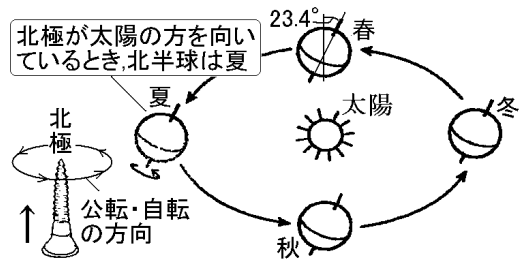 北極が太陽の方を向い
ているとき,北半球は夏
23.4°
春
夏
太陽
冬
北極
公転・自転
の方向
秋